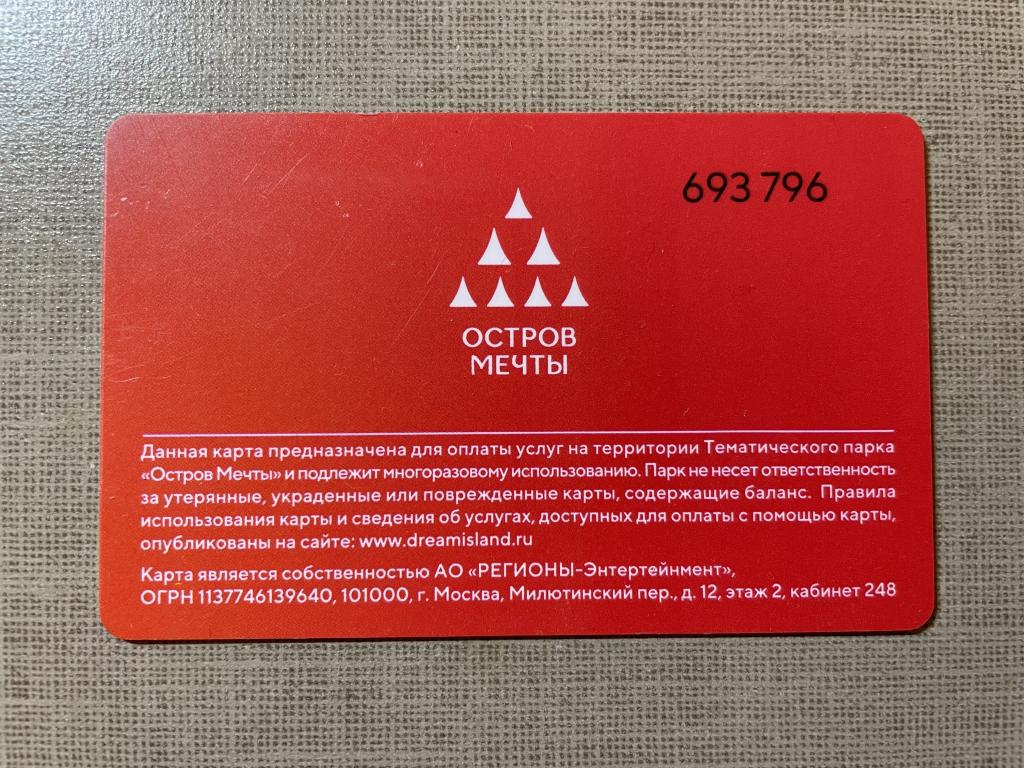 693 796
ОСТРОВ
МЕЧТЫ
Данная карта предназначена для оплаты услуг на территории Тематического парка
«Остров Мечты» и подлежит многоразовому использованию. Парк не несет ответственность
за утерянные, украденные или поврежденные карты, содержащие баланс. Правила
использования карты и сведения об услугах, доступных для оплаты с помощью карты,
опубликованы на сайте: www.dreamisland.ru
Карта является собственностью АО «РЕГИОНЫ-Энтертейнмент»,
ОГРН 1137746139640, 101000, г. Москва, Милютинский пер., д. 12, этаж 2, кабинет 248